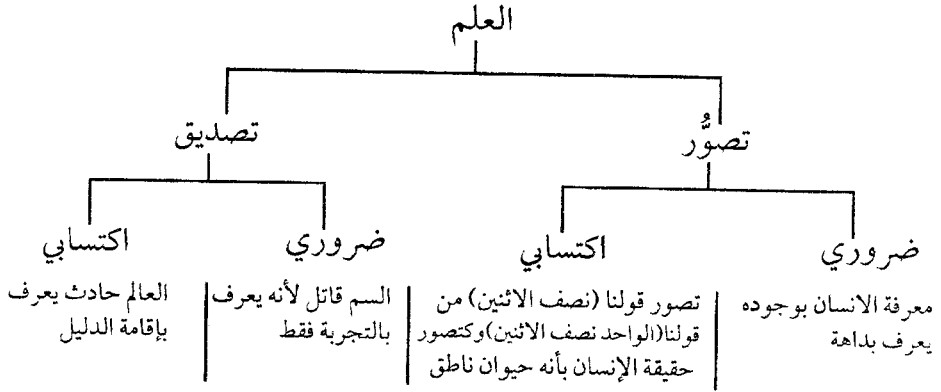 العلم
تصوُّر
تصديق
ضروري
اكتسابي
ضروري
اكتسابي
معرفة الانسان بوجوده
يعرف بداهة
تصور قولنا (نصف الاثنين) من
قولنا(الواحد نصف الاثنين)وكتصور
حقيقة الإنسان بأنه حيوان ناطق
السم قاتل لأنه يعرف
بالتجربة فقط
العالم حادث يعرف
بإقامة الدليل